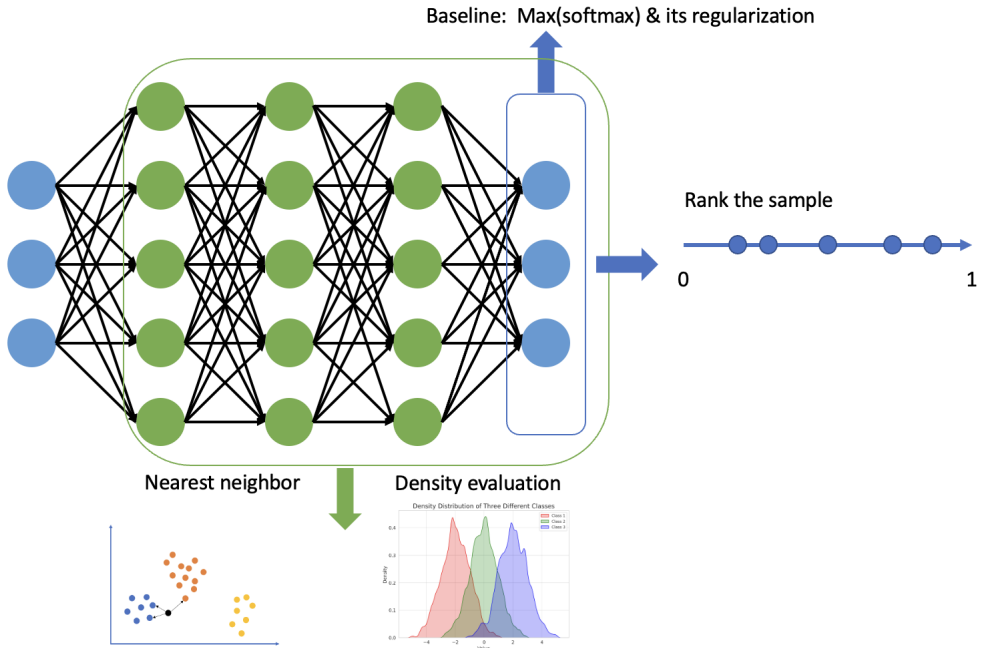 Baseline: Max(softmax) & its regularization
Rank the sample
0
1
Nearest neighbor
Density evaluation
Density Distribution of Three Different Classes
Class 1
Class 2
Class 3
Density
0.4
0.3
0.2
0.1
0.0
−4
−2
0
2
4